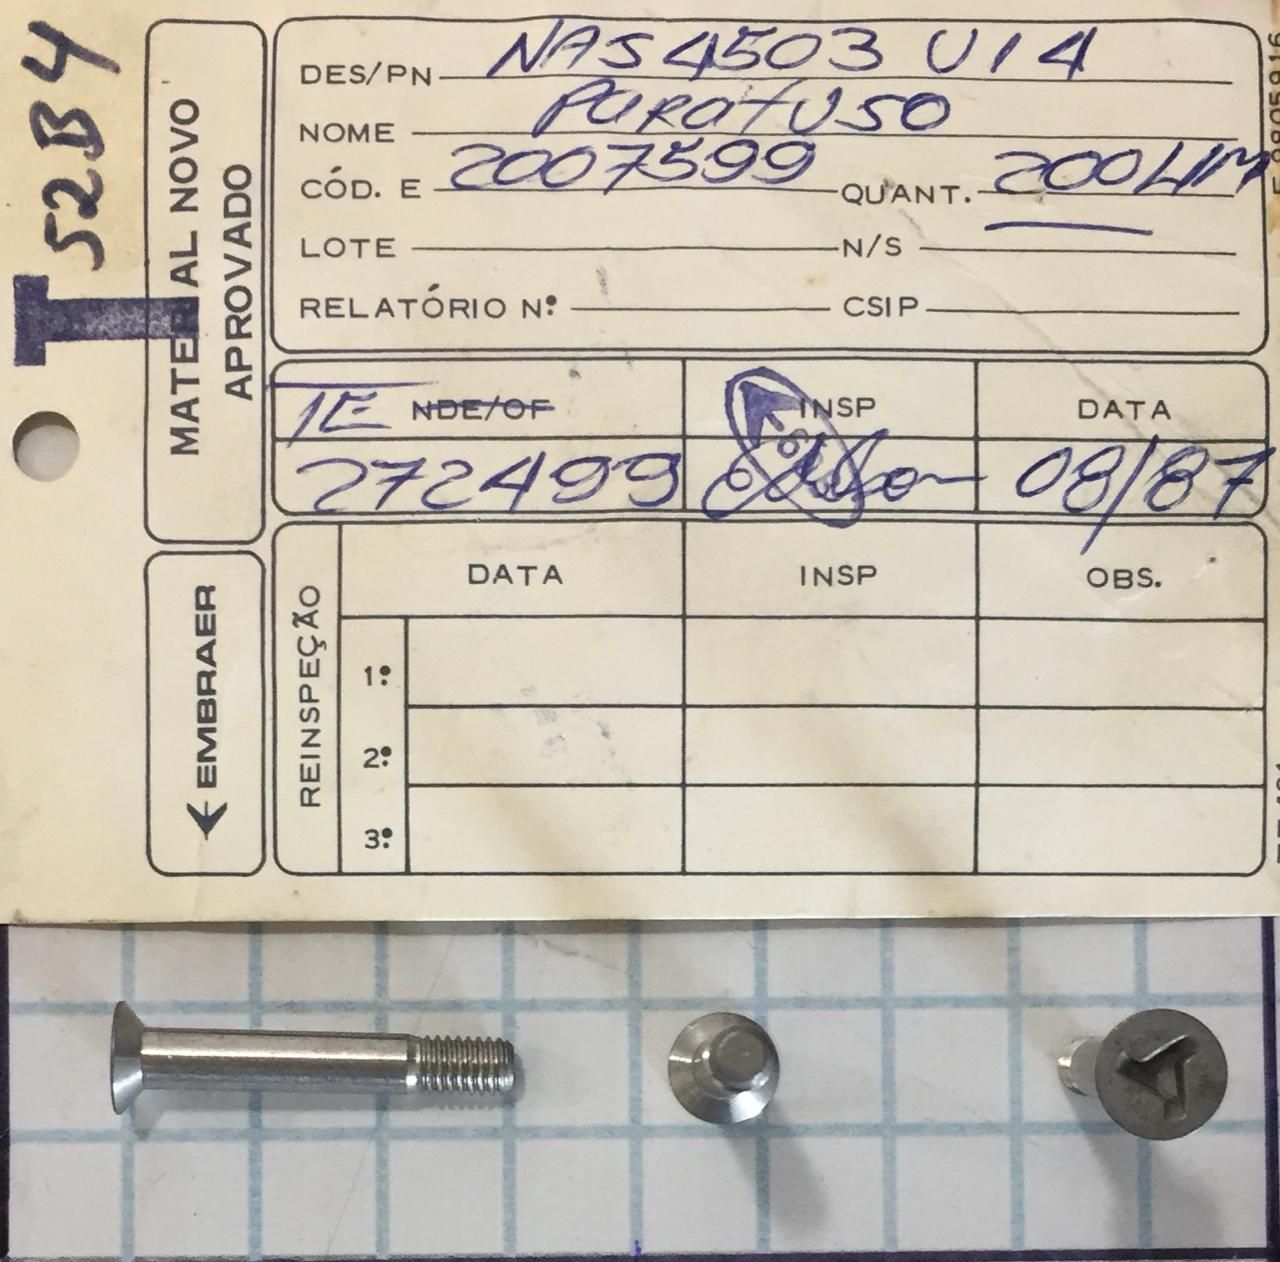 T 52B4
MATERIAL NOVO
APROVADO
← EMBRAER
DES/PN NAS4503 U14
NOME Parafuso
CÓD. E 2007599 QUANT. 200
LOTE N/S
RELATÓRIO Nº CSIP
TE NDE/OF INSP DATA
272499 08/87
REINSPEÇÃO
DATA INSP OBS.
1º
2º
3º